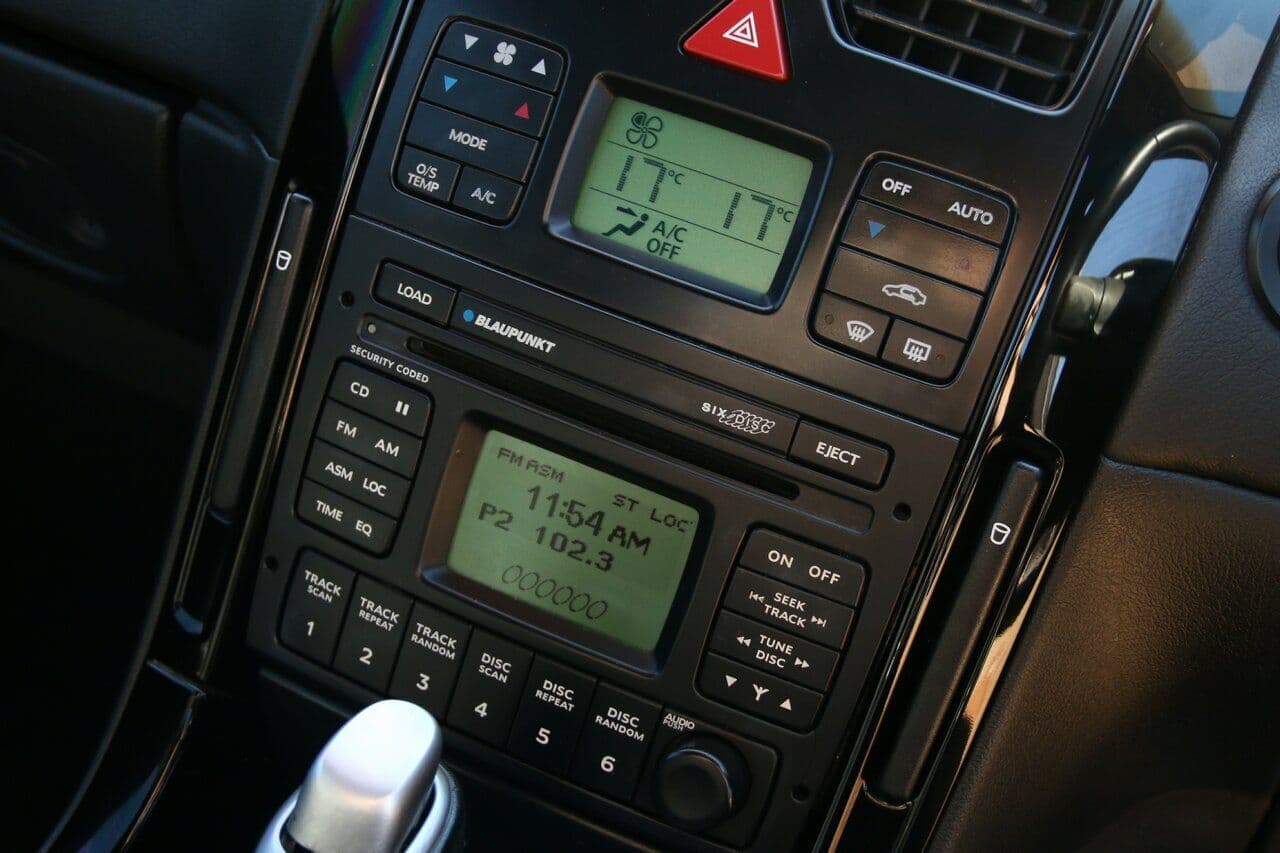 MODE
O/S
TEMP
A/C
17°C
17°C
A/C
OFF
OFF
AUTO
LOAD
BLAUPUNKT
SIX DISC
EJECT
SECURITY CODED
CD
FM AM
ASM LOC
TIME EQ
FM ASM
ST LOC
11:54 AM
P2 102.3
ON OFF
SEEK
TRACK
TUNE
DISC
TRACK
SCAN
1
TRACK
REPEAT
2
TRACK
RANDOM
3
DISC
SCAN
4
DISC
REPEAT
5
DISC
RANDOM
6
AUDIO
PUSH